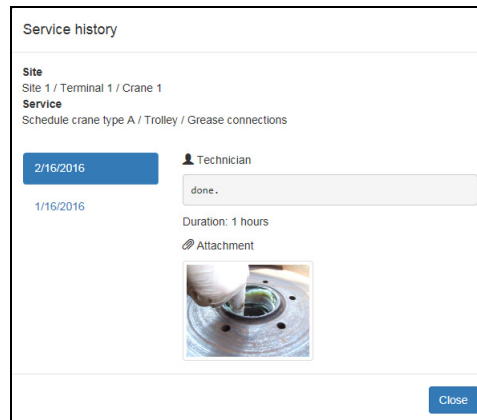 Service history
Site
Site 1 / Terminal 1 / Crane 1
Service
Schedule crane type A / Trolley / Grease connections
2/16/2016
1/16/2016
Technician
done.
Duration: 1 hours
Attachment
Close